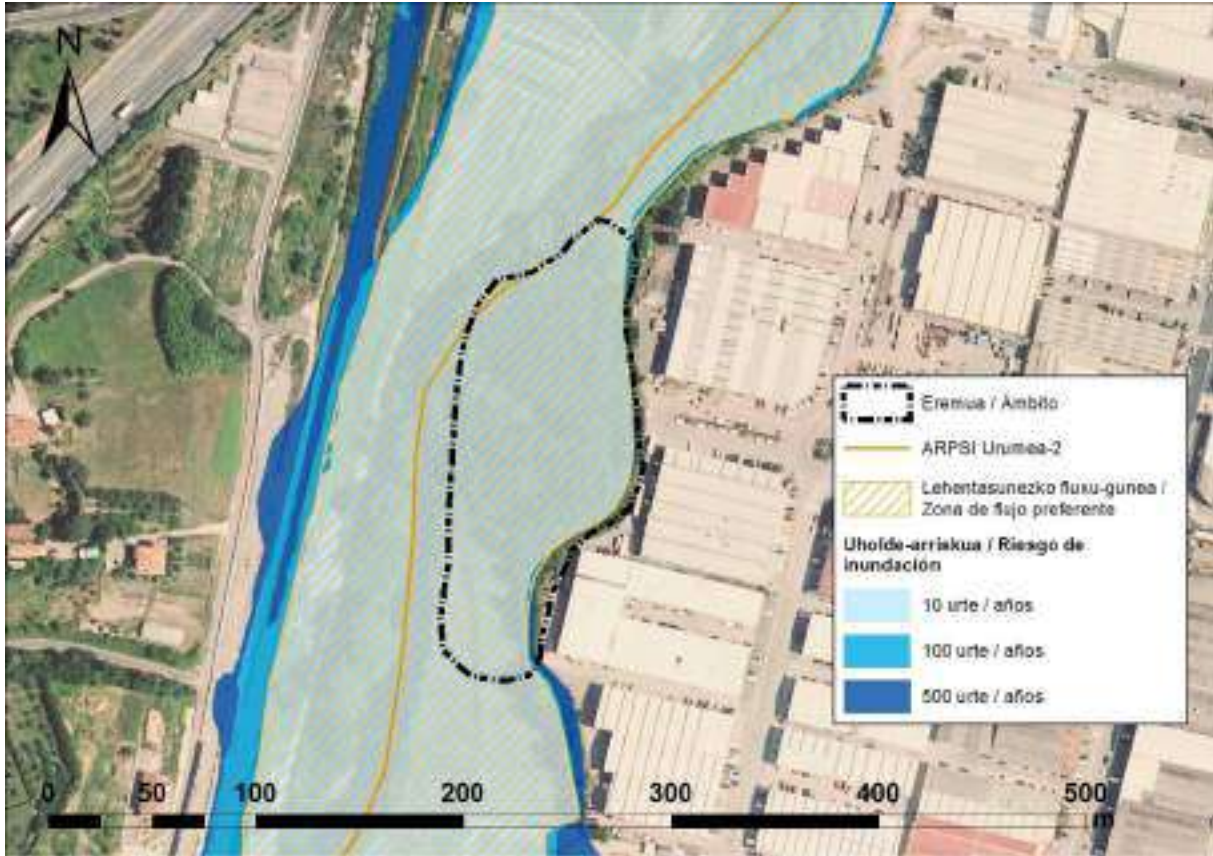 N
Eremua / Ámbito
ARPSI Urumea-2
Lehentasunezko fluxu-gunea /
Zona de flujo preferente
Uholde-arriskua / Riesgo de
inundación
10 urte / años
100 urte / años
500 urte / años
0 50 100 200 300 400 500
m